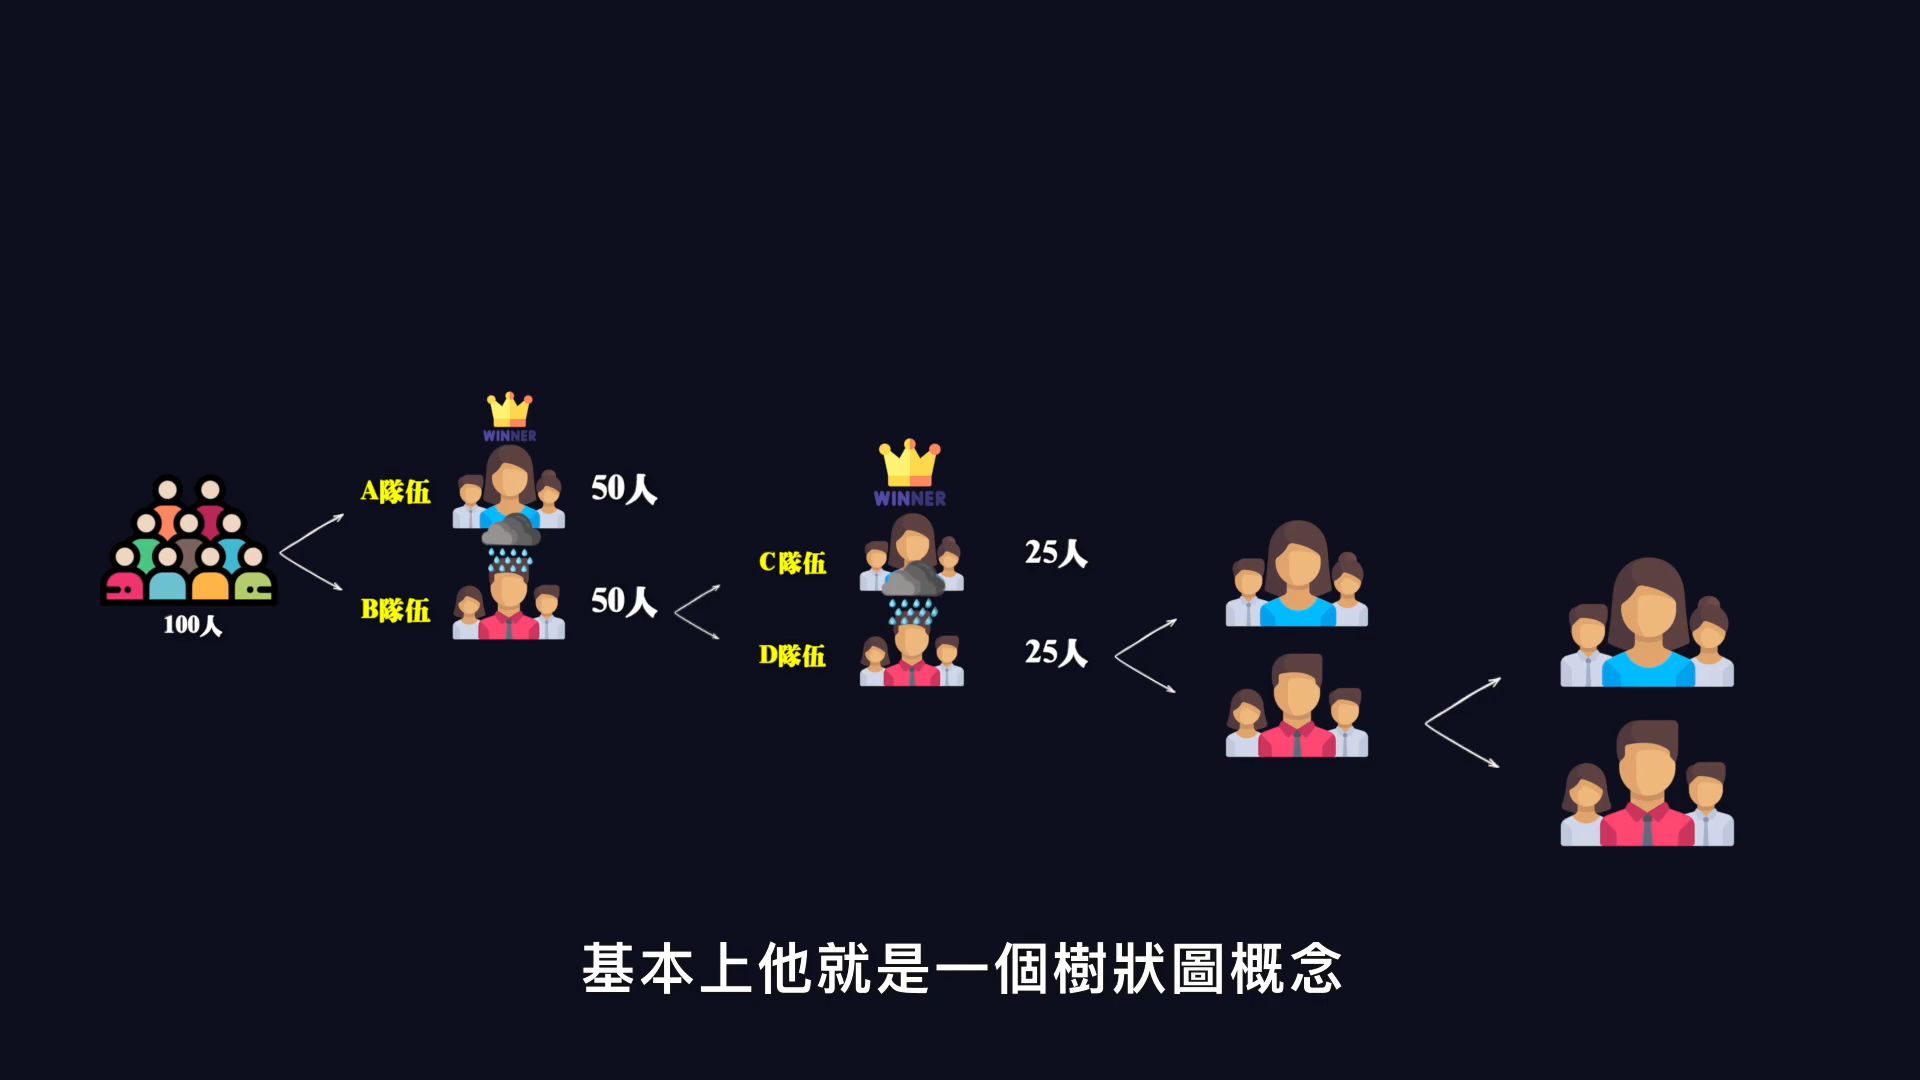 100人
WINNER
A隊伍
50人
B隊伍
50人
WINNER
C隊伍
25人
D隊伍
25人
基本上他就是一個樹狀圖概念